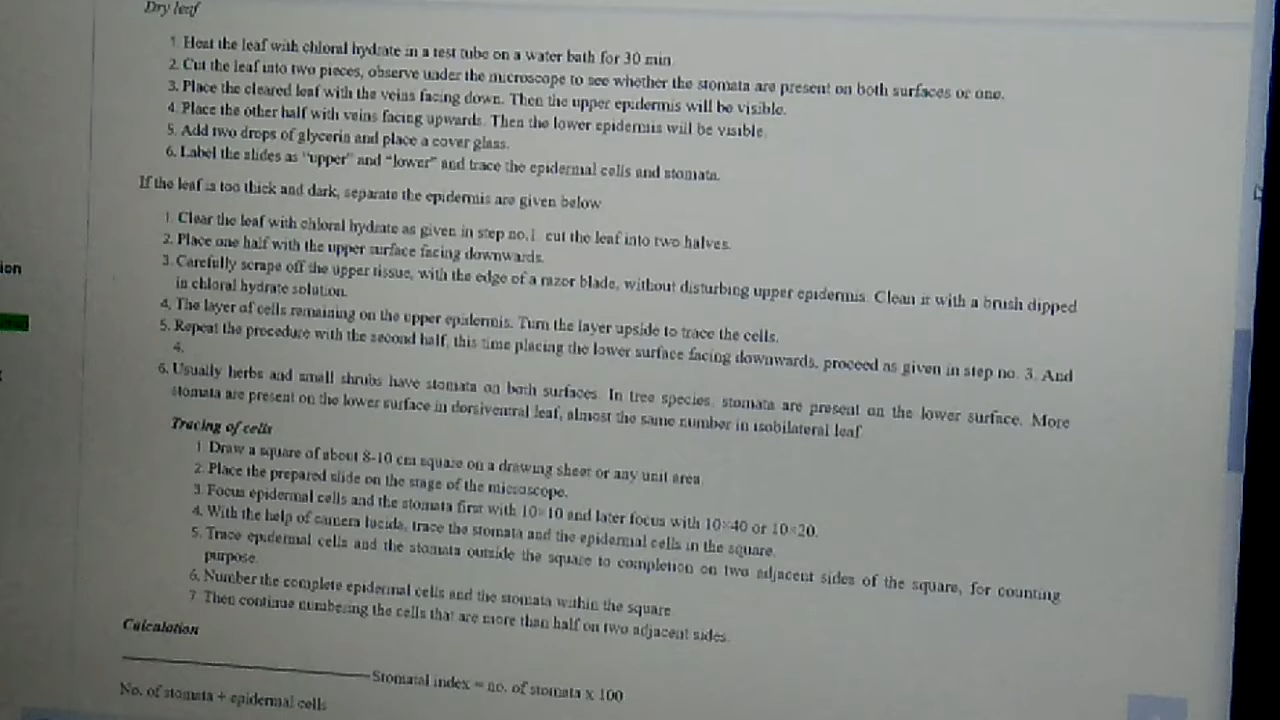 Dry leaf
1. Heat the leaf with chloral hydrate in a test tube on a water bath for 30 min.
2. Cut the leaf into two pieces, observe under the microscope to see whether the stomata are present on both surfaces or one.
3. Place the cleared leaf with the veins facing down. Then the upper epidermis will be visible.
4. Place the other half with veins facing upwards. Then the lower epidermis will be visible.
5. Add two drops of glycerin and place a cover glass.
6. Label the slides as "upper" and "lower" and trace the epidermal cells and stomata.
If the leaf is too thick and dark, separate the epidermis are given below
1. Clear the leaf with chloral hydrate as given in step no.1. cut the leaf into two halves.
2. Place one half with the upper surface facing downwards.
3. Carefully scrape off the upper tissue, with the edge of a razor blade, without disturbing upper epidermis. Clean it with a brush dipped
in chloral hydrate solution.
4. The layer of cells remaining on the upper epidermis. Turn the layer upside to trace the cells.
5. Repeat the procedure with the second half, this time placing the lower surface facing downwards, proceed as given in step no. 3. And
4.
6. Usually herbs and small shrubs have stomata on both surfaces. In tree species, stomata are present on the lower surface. More
stomata are present on the lower surface in dorsiventral leaf, almost the same number in isobilateral leaf.
Tracing of cells
1. Draw a square of about 8-10 cm square on a drawing sheet or any unit area.
2. Place the prepared slide on the stage of the microscope.
3. Focus epidermal cells and the stomata first with 10×10 and later focus with 10×40 or 10×20.
4. With the help of camera lucida, trace the stomata and the epidermal cells in the square.
5. Trace epidermal cells and the stomata outside the square to completion on two adjacent sides of the square, for counting
purpose.
6. Number the complete epidermal cells and the stomata within the square.
7. Then continue numbering the cells that are more than half on two adjacent sides.
Calculation
Stomatal index = no. of stomata x 100
No. of stomata + epidermal cells
ion